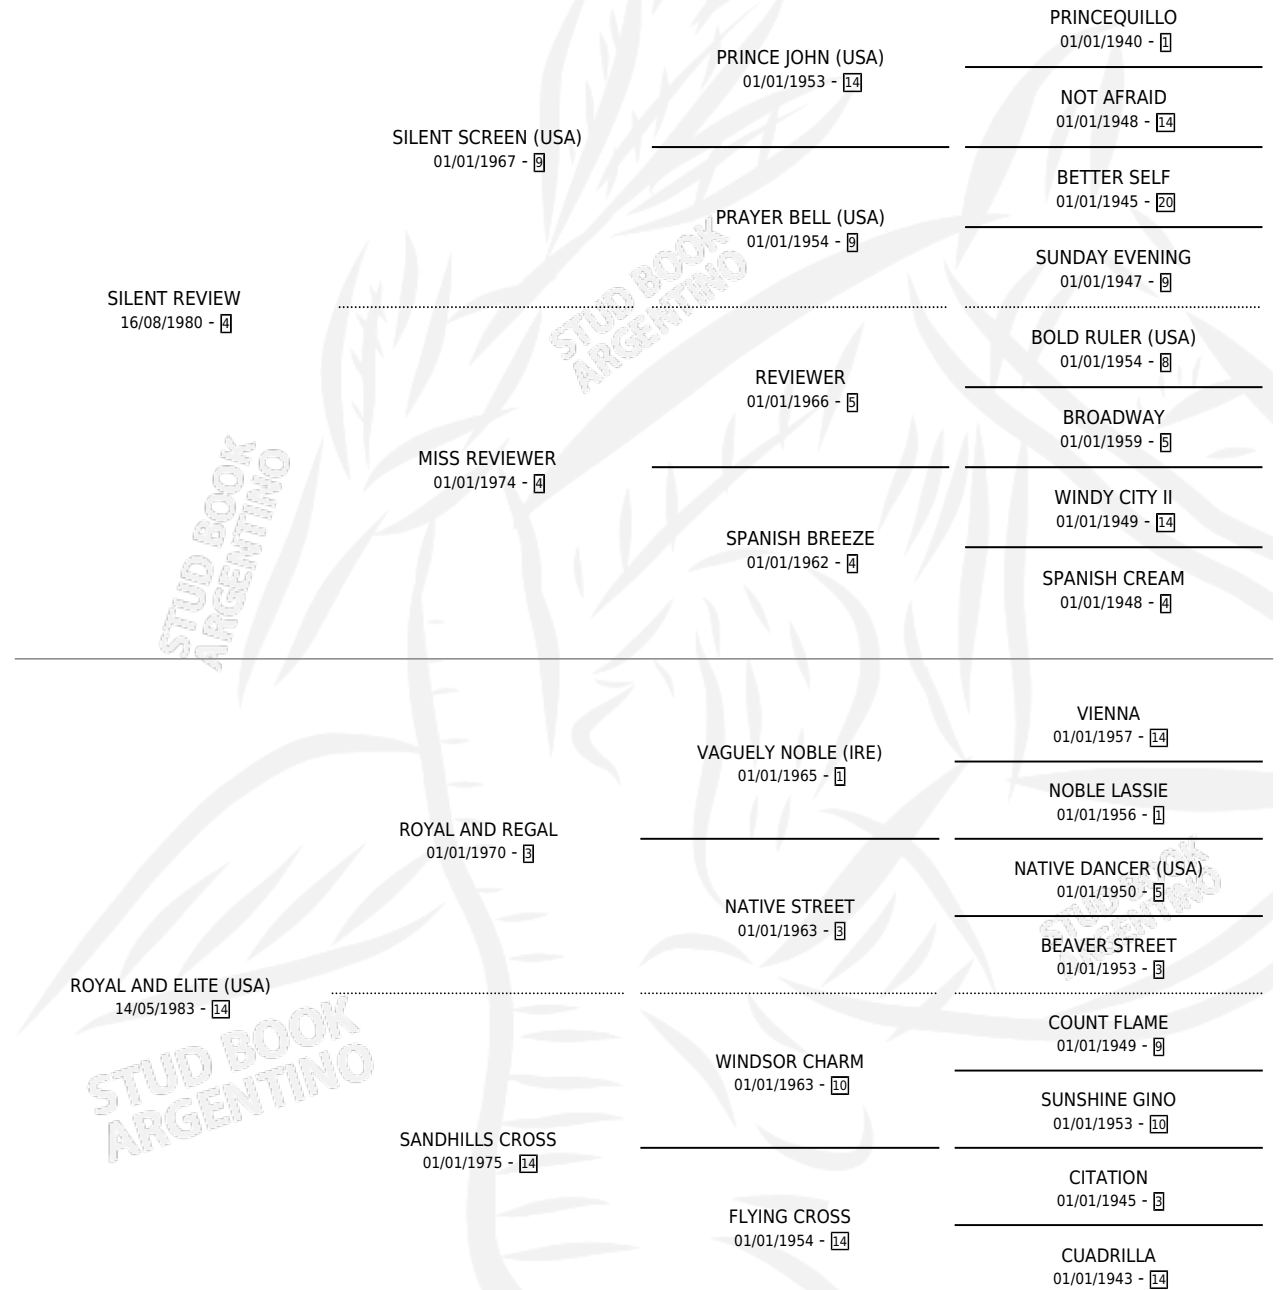 PRINCEQUILLO
01/01/1940 - 1
PRINCE JOHN (USA)
01/01/1953 - 14
NOT AFRAID
01/01/1948 - 14
SILENT SCREEN (USA)
01/01/1967 - 9
BETTER SELF
01/01/1945 - 20
PRAYER BELL (USA)
01/01/1954 - 9
SUNDAY EVENING
01/01/1947 - 9
SILENT REVIEW
16/08/1980 - 4
BOLD RULER (USA)
01/01/1954 - 8
REVIEWER
01/01/1966 - 5
BROADWAY
01/01/1959 - 5
MISS REVIEWER
01/01/1974 - 4
WINDY CITY II
01/01/1949 - 14
SPANISH BREEZE
01/01/1962 - 4
SPANISH CREAM
01/01/1948 - 4
STUD BOOK
ARGENTINO
STUD BOOK
ARGENTINO
VIENNA
01/01/1957 - 14
VAGUELY NOBLE (IRE)
01/01/1965 - 1
NOBLE LASSIE
01/01/1956 - 1
ROYAL AND REGAL
01/01/1970 - 3
NATIVE DANCER (USA)
01/01/1950 - 5
NATIVE STREET
01/01/1963 - 3
BEAVER STREET
01/01/1953 - 3
STUD BOOK
ARGENTINO
ROYAL AND ELITE (USA)
14/05/1983 - 14
STUD BOOK
ARGENTINO
COUNT FLAME
01/01/1949 - 9
WINDSOR CHARM
01/01/1963 - 10
SUNSHINE GINO
01/01/1953 - 10
SANDHILLS CROSS
01/01/1975 - 14
CITATION
01/01/1945 - 3
FLYING CROSS
01/01/1954 - 14
CUADRILLA
01/01/1943 - 14